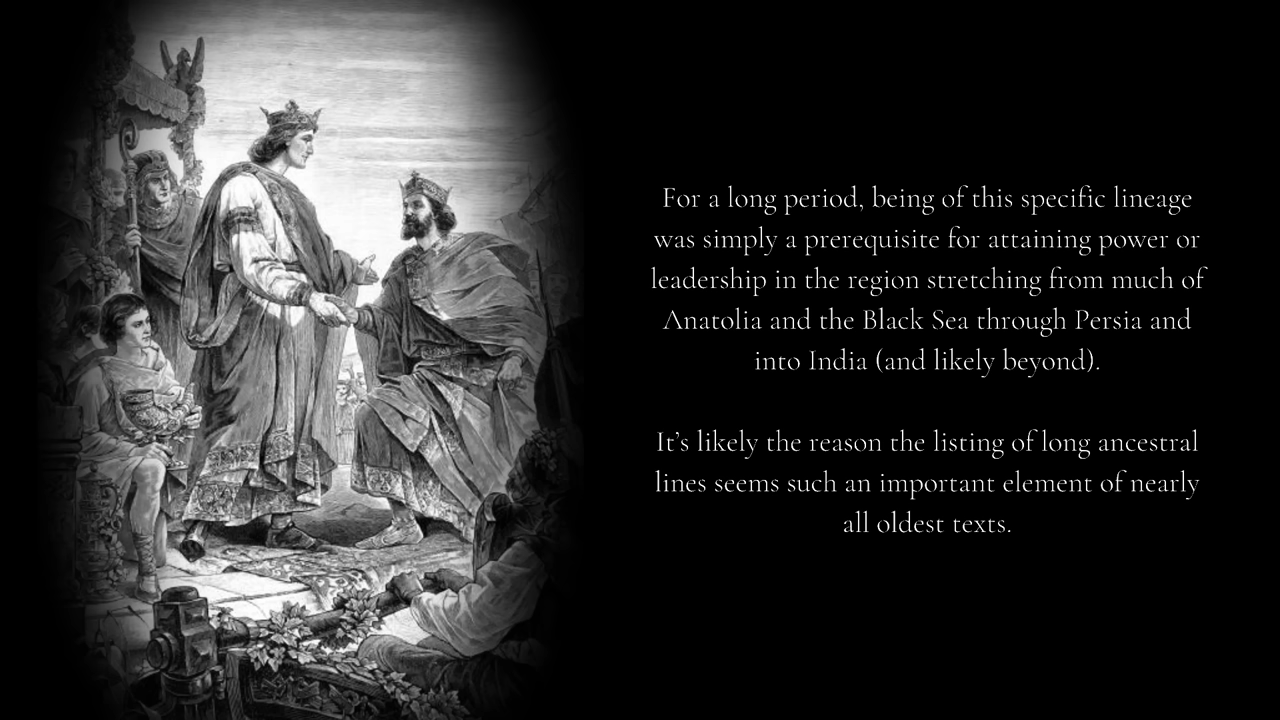 For a long period, being of this specific lineage
was simply a prerequisite for attaining power or
leadership in the region stretching from much of
Anatolia and the Black Sea through Persia and
into India (and likely beyond).
It’s likely the reason the listing of long ancestral
lines seems such an important element of nearly
all oldest texts.